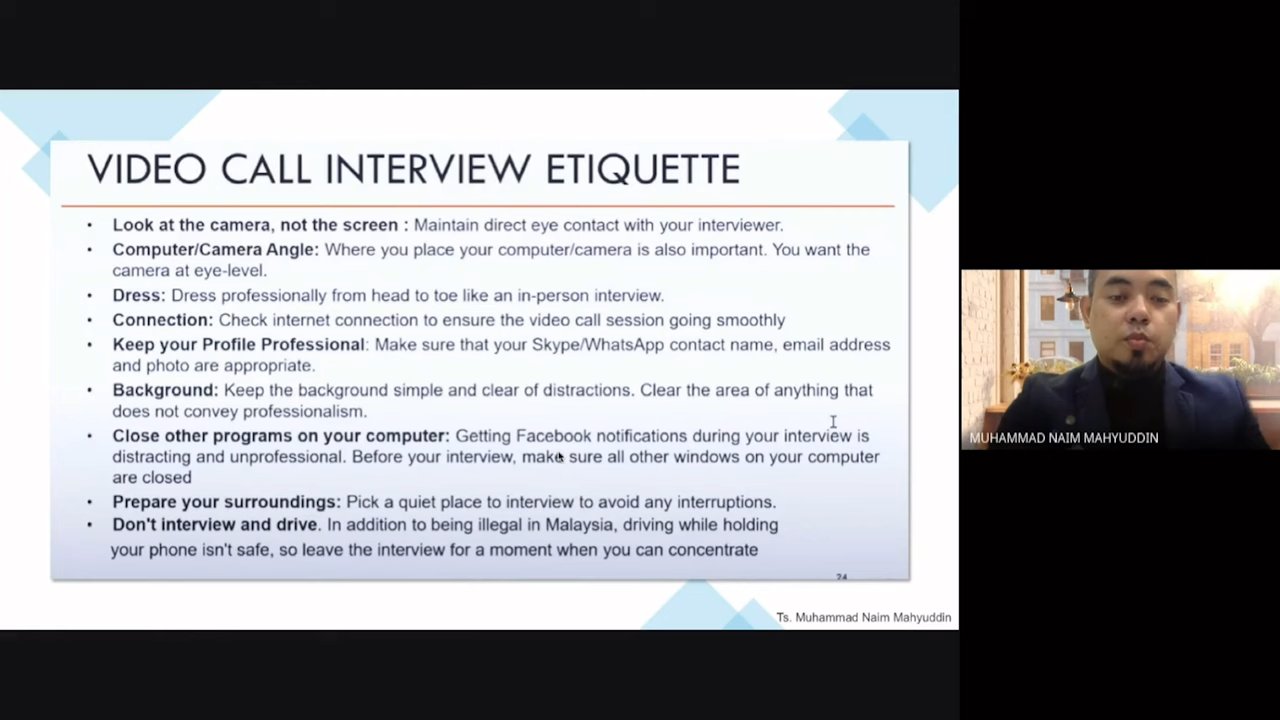 VIDEO CALL INTERVIEW ETIQUETTE
• Look at the camera, not the screen : Maintain direct eye contact with your interviewer.
• Computer/Camera Angle: Where you place your computer/camera is also important. You want the
camera at eye-level.
• Dress: Dress professionally from head to toe like an in-person interview.
• Connection: Check internet connection to ensure the video call session going smoothly
• Keep your Profile Professional: Make sure that your Skype/WhatsApp contact name, email address
and photo are appropriate.
• Background: Keep the background simple and clear of distractions. Clear the area of anything that
does not convey professionalism.
• Close other programs on your computer: Getting Facebook notifications during your interview is
distracting and unprofessional. Before your interview, make sure all other windows on your computer
are closed
• Prepare your surroundings: Pick a quiet place to interview to avoid any interruptions.
• Don't interview and drive. In addition to being illegal in Malaysia, driving while holding
your phone isn't safe, so leave the interview for a moment when you can concentrate
24
Ts. Muhammad Naim Mahyuddin
MUHAMMAD NAIM MAHYUDDIN